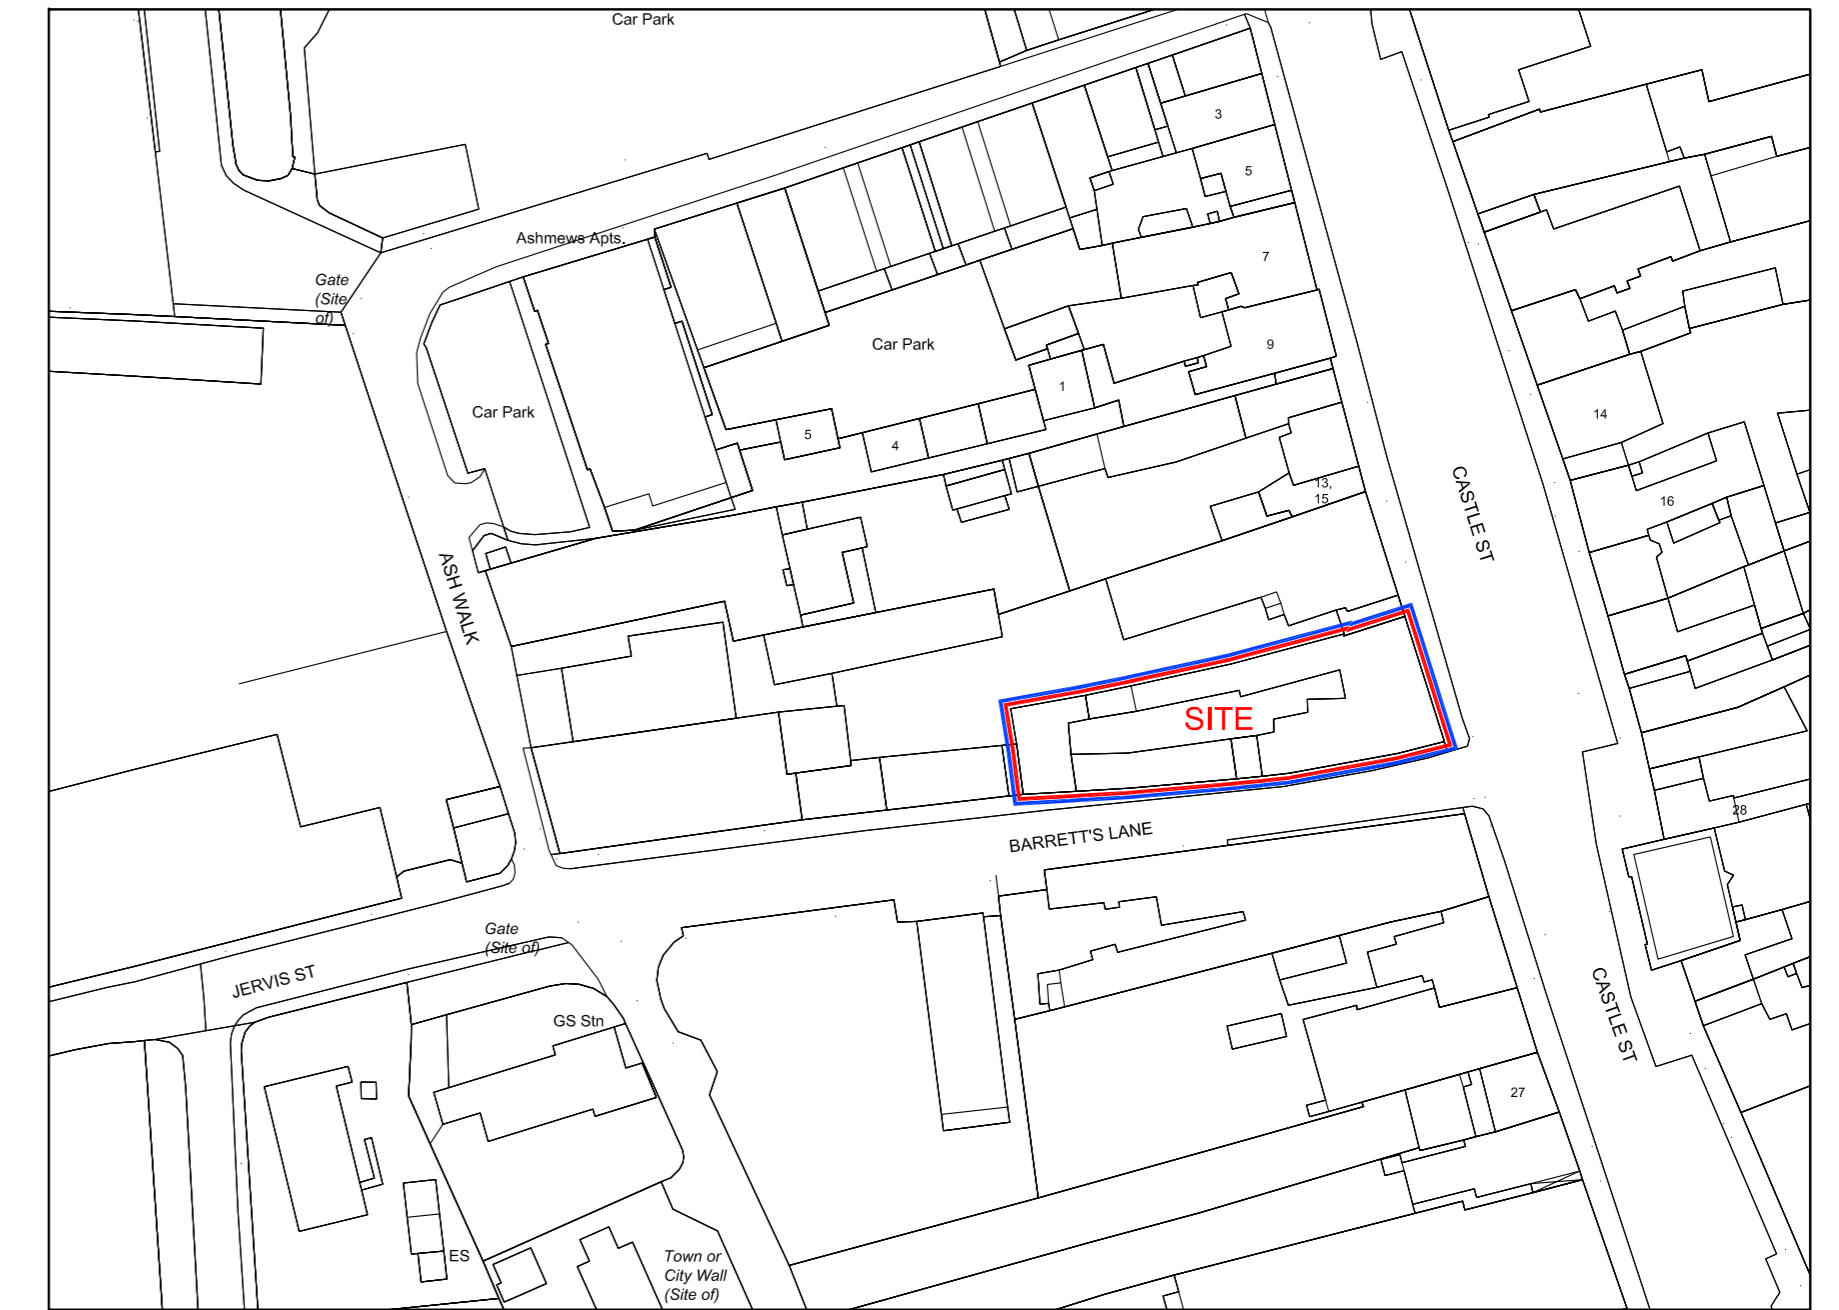 Car Park
3
5
Ashmews Apts.
7
Gate
(Site
of)
Car Park
9
1
Car Park
14
5
4
13,
15
CASTLE ST
16
ASH WALK
SITE
28
BARRETT'S LANE
Gate
(Site of)
JERVIS ST
CASTLE ST
GS Stn
27
ES
Town or
City Wall
(Site of)